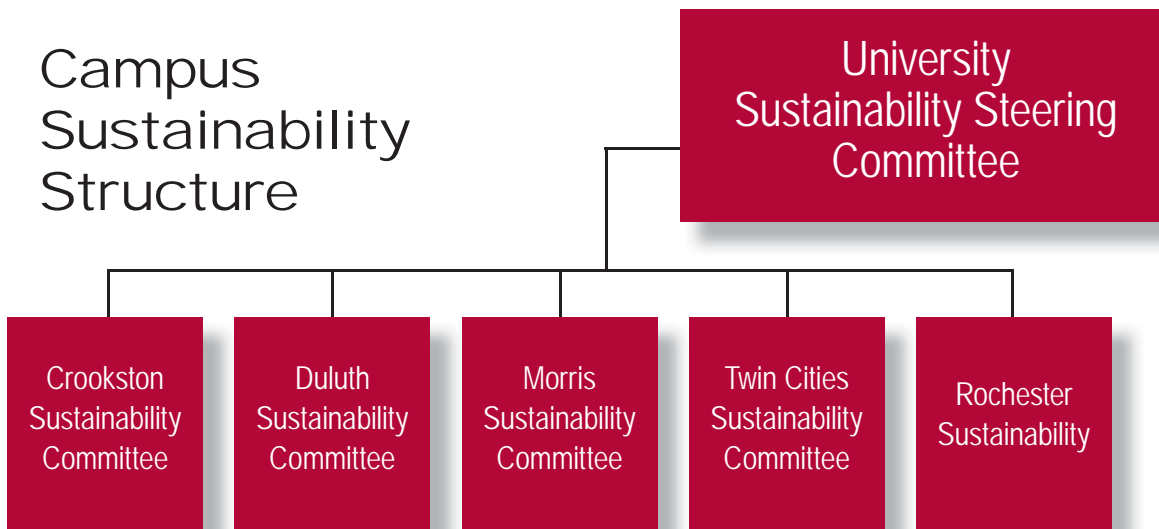 Campus
Sustainability
Structure
University
Sustainability Steering
Committee
Crookston
Sustainability
Committee
Duluth
Sustainability
Committee
Morris
Sustainability
Committee
Twin Cities
Sustainability
Committee
Rochester
Sustainability